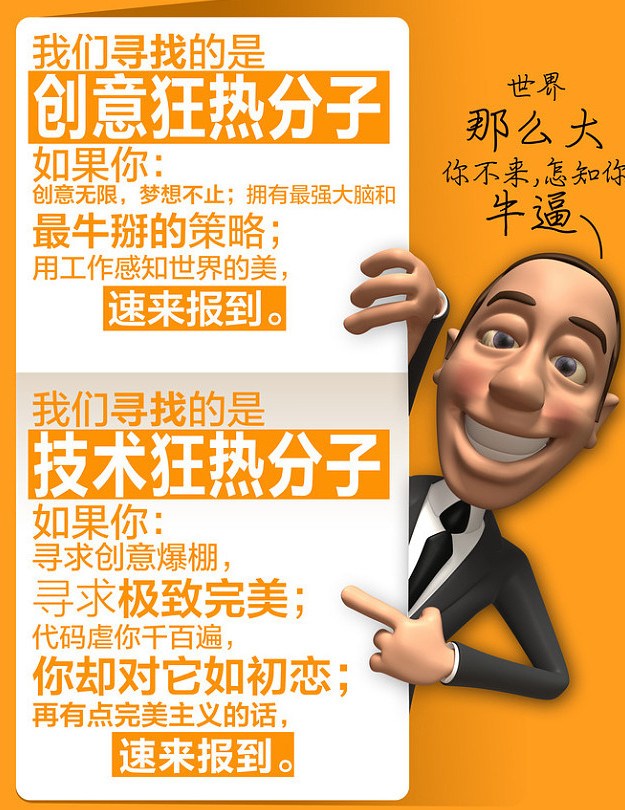 我们寻找的是
创意狂热分子
如果你：
创意无限，梦想不止；拥有最强大脑和
最牛掰的策略；
用工作感知世界的美，
速来报到。
世界
那么大
你不来,怎知你
牛逼
我们寻找的是
技术狂热分子
如果你：
寻求创意爆棚，
寻求极致完美；
代码虐你千百遍，
你却对它如初恋；
再有点完美主义的话，
速来报到。